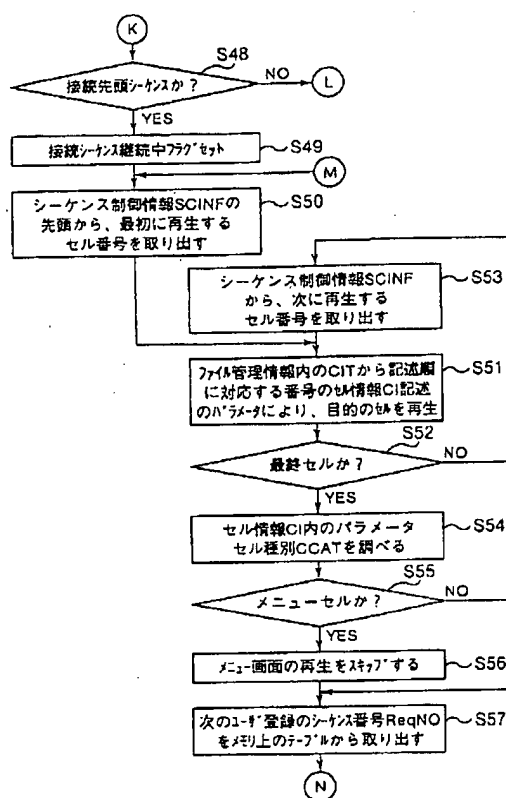 K
S48
接続先頭シーケンスか？
NO
L
YES
接続シーケンス継続中フラグセット
S49
M
シーケンス制御情報SCINFの
先頭から、最初に再生する
セル番号を取り出す
S50
シーケンス制御情報SCINF
から、次に再生する
セル番号を取り出す
S53
ファイル管理情報内のCITから記述順
に対応する番号のセル情報CI記述
のパラメータにより、目的のセルを再生
S51
S52
最終セルか？
NO
YES
セル情報CI内のパラメータ
セル種別CCATを調べる
S54
S55
メニューセルか？
NO
YES
メニュー画面の再生をスキップする
S56
次のユーザ登録のシーケンス番号ReqNO
をメモリ上のテーブルから取り出す
S57
N